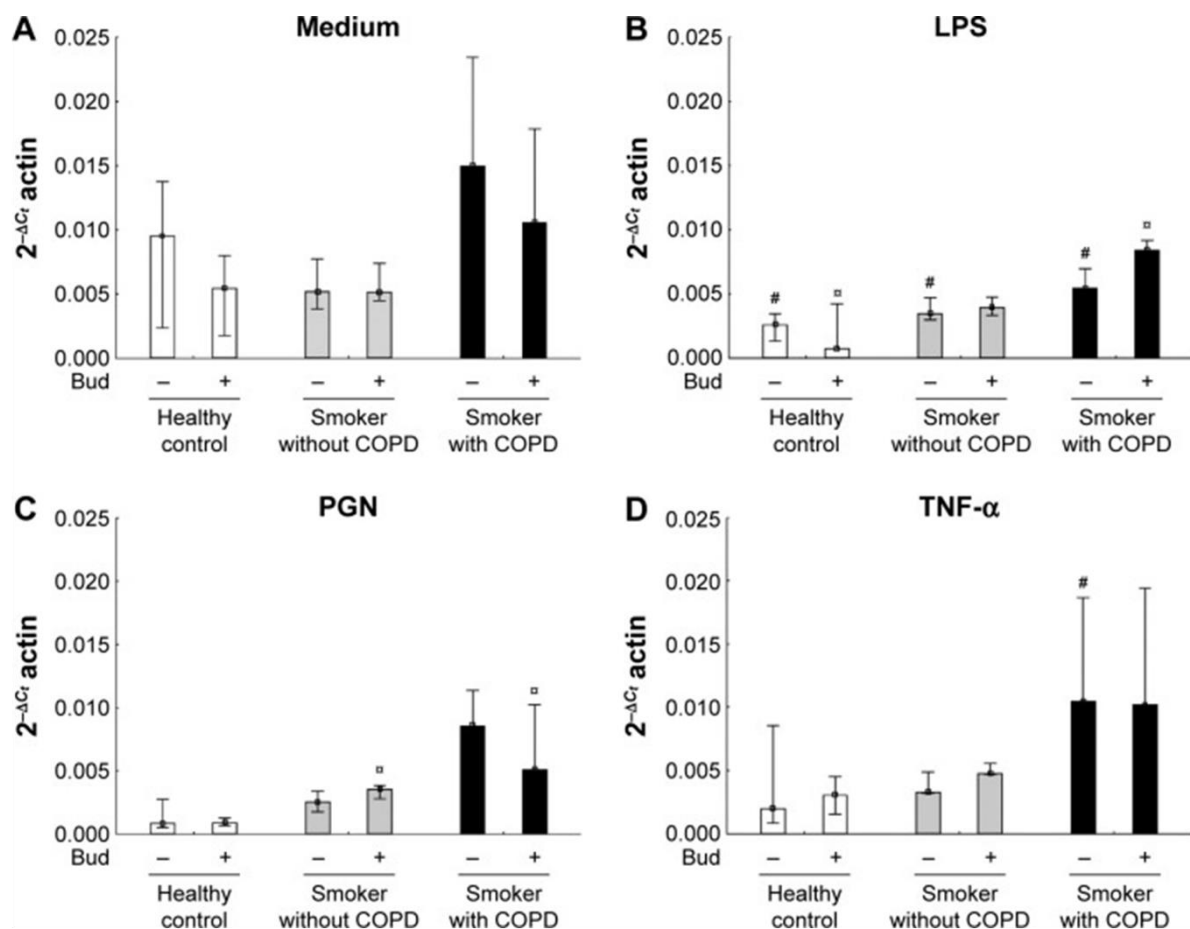 A
Medium
0.025
0.020
0.015
0.010
0.005
0.000
2⁻ΔCt actin
Bud − + − + − +
Healthy control
Smoker without COPD
Smoker with COPD
B
LPS
0.025
0.020
0.015
0.010
0.005
0.000
2⁻ΔCt actin
# ¤ # # ¤
Bud − + − + − +
Healthy control
Smoker without COPD
Smoker with COPD
C
PGN
0.025
0.020
0.015
0.010
0.005
0.000
2⁻ΔCt actin
¤ ¤
Bud − + − + − +
Healthy control
Smoker without COPD
Smoker with COPD
D
TNF-α
0.025
0.020
0.015
0.010
0.005
0.000
2⁻ΔCt actin
#
Bud − + − + − +
Healthy control
Smoker without COPD
Smoker with COPD